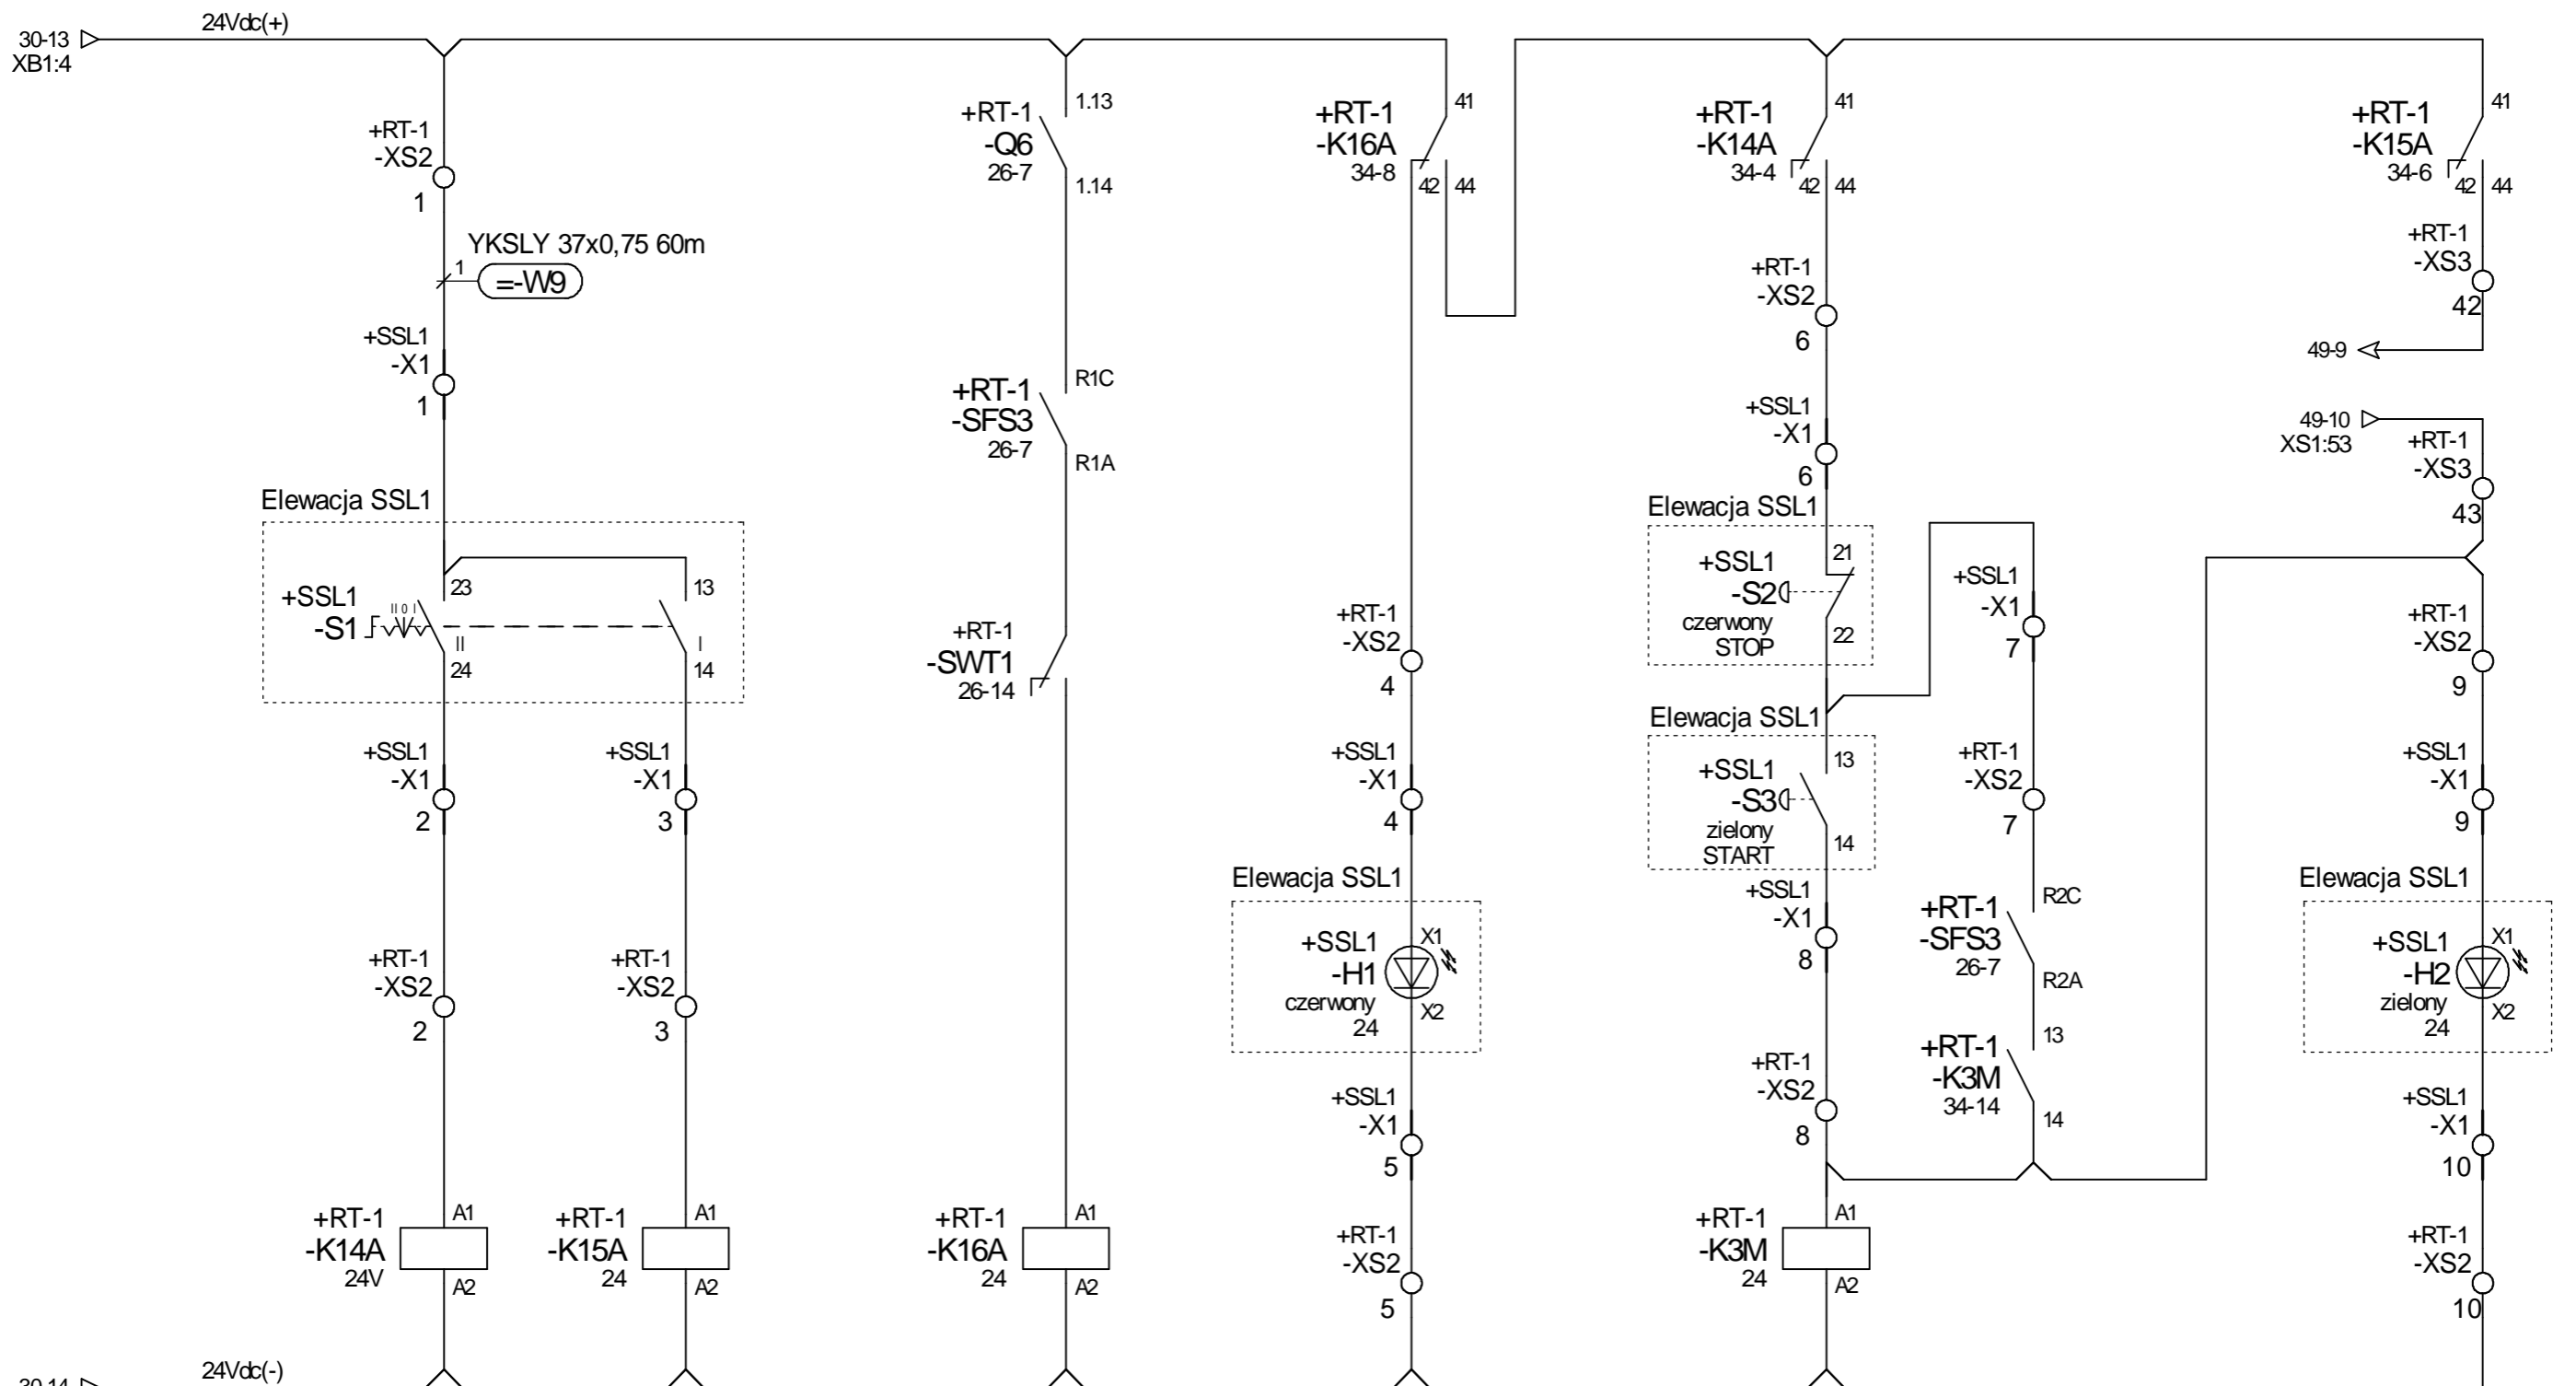 24Vdc(+)
30-13
XB1:4
+RT-1
-XS2
1
YKSLY 37x0,75 60m
1
=-W9
+SSL1
-X1
1
Elewacja SSL1
+SSL1
-S1
II 0 I
23
II
24
13
I
14
+SSL1
-X1
2
+SSL1
-X1
3
+RT-1
-XS2
2
+RT-1
-XS2
3
+RT-1
-K14A
24V
A1
A2
+RT-1
-K15A
24
A1
A2
+RT-1
-Q6
26-7
1.13
1.14
+RT-1
-SFS3
26-7
R1C
R1A
+RT-1
-SWT1
26-14
+RT-1
-K16A
24
A1
A2
+RT-1
-K16A
34-8
41
42
44
+RT-1
-XS2
4
+SSL1
-X1
4
Elewacja SSL1
+SSL1
-H1
czerwony
24
X1
X2
+SSL1
-X1
5
+RT-1
-XS2
5
+RT-1
-K14A
34-4
41
42
44
+RT-1
-XS2
6
+SSL1
-X1
6
Elewacja SSL1
+SSL1
-S2
czerwony
STOP
21
22
Elewacja SSL1
+SSL1
-S3
zielony
START
13
14
+SSL1
-X1
8
+RT-1
-XS2
8
+RT-1
-K3M
24
A1
A2
+SSL1
-X1
7
+RT-1
-XS2
7
+RT-1
-SFS3
26-7
R2C
R2A
+RT-1
-K3M
34-14
13
14
+RT-1
-K15A
34-6
41
42
44
+RT-1
-XS3
42
49-9
49-10
XS1:53
+RT-1
-XS3
43
+RT-1
-XS2
9
+SSL1
-X1
9
Elewacja SSL1
+SSL1
-H2
zielony
24
X1
X2
+SSL1
-X1
10
+RT-1
-XS2
10
24Vdc(-)
30-14